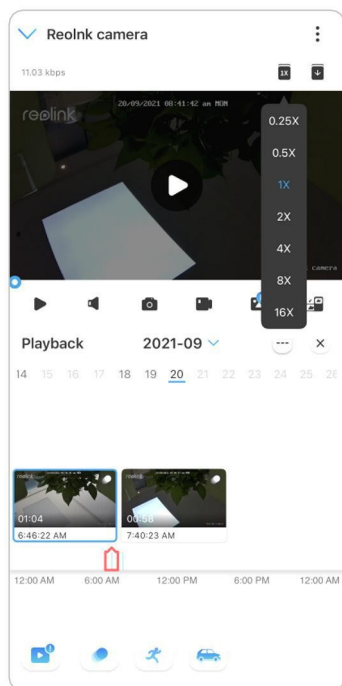 Reolnk camera
11.03 kbps
1X
reolink
20/09/2021 08:41:42 am MON
0.25X
0.5X
1X
2X
4X
8X
16X
camera
Playback 2021-09
14 15 16 17 18 19 20 21 22 23 24 25 26
01:04
00:58
6:46:22 AM
7:40:23 AM
12:00 AM 6:00 AM 12:00 PM 6:00 PM 12:00 AM